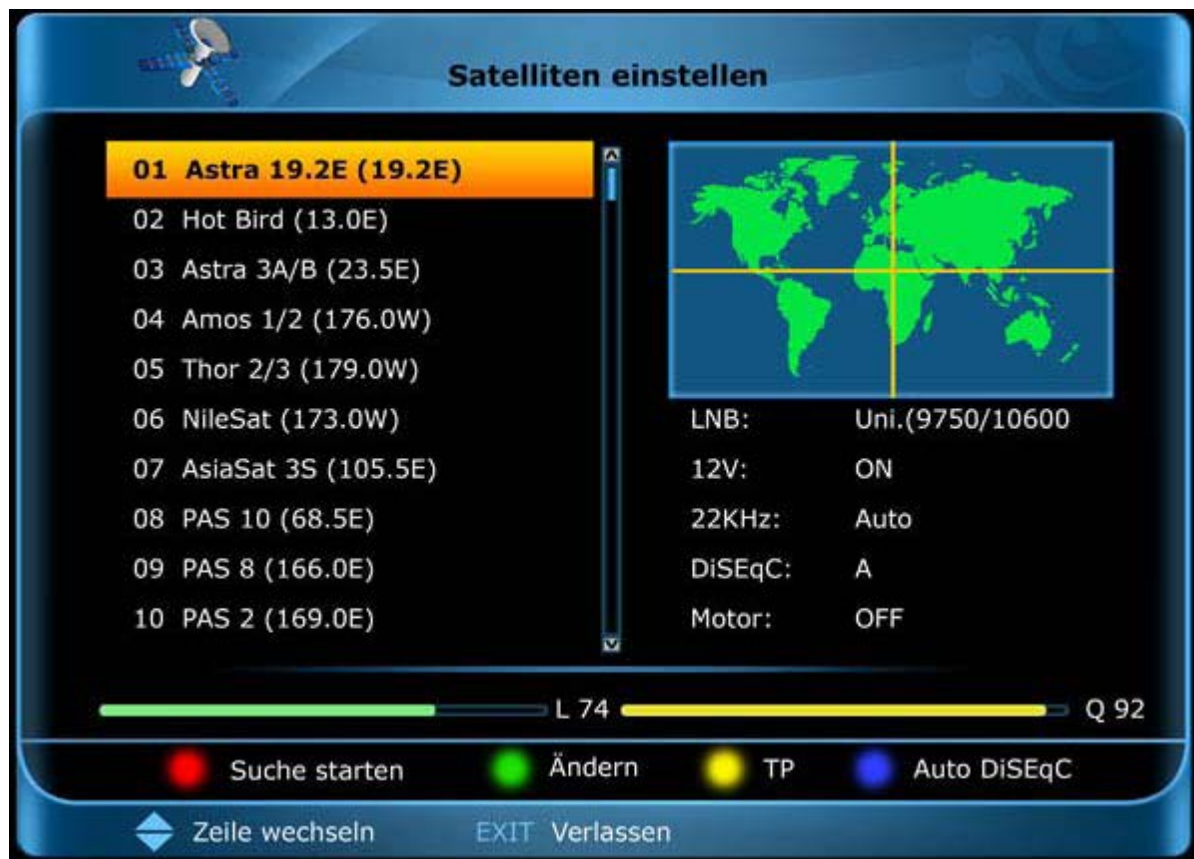 Satelliten einstellen
01 Astra 19.2E (19.2E)
02 Hot Bird (13.0E)
03 Astra 3A/B (23.5E)
04 Amos 1/2 (176.0W)
05 Thor 2/3 (179.0W)
06 NileSat (173.0W)
07 AsiaSat 3S (105.5E)
08 PAS 10 (68.5E)
09 PAS 8 (166.0E)
10 PAS 2 (169.0E)
LNB: Uni.(9750/10600
12V: ON
22KHz: Auto
DiSEqC: A
Motor: OFF
L 74 Q 92
Suche starten Ändern TP Auto DiSEqC
Zeile wechseln EXIT Verlassen